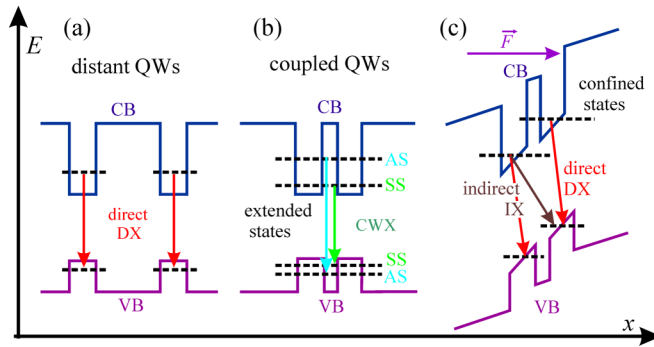 E
(a)
(b)
(c)
F
distant QWs
coupled QWs
CB
CB
CB
confined
states
AS
SS
direct
DX
extended
states
CWX
indirect
IX
direct
DX
SS
AS
VB
VB
VB
x